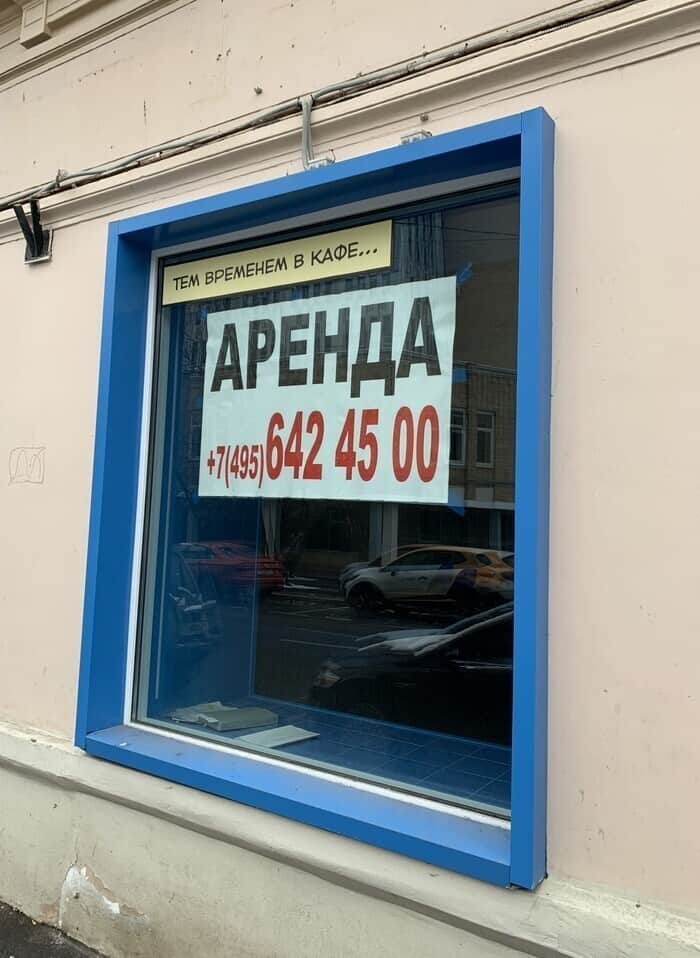 ТЕМ ВРЕМЕНЕМ В КАФЕ...
АРЕНДА
+7(495)642 45 00